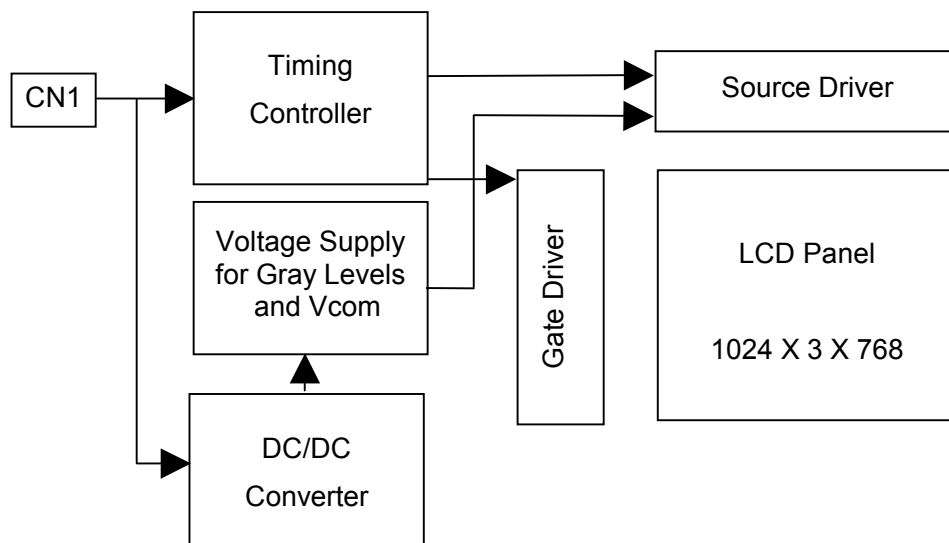 CN1
Timing
Controller
Source Driver
Voltage Supply
for Gray Levels
and Vcom
Gate Driver
LCD Panel
1024 X 3 X 768
DC/DC
Converter